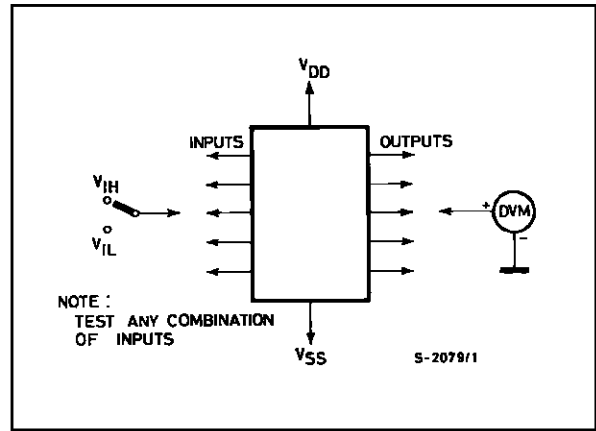 VDD
INPUTS
OUTPUTS
VIH
VIL
+
DVM
-
NOTE :
TEST ANY COMBINATION
OF INPUTS
VSS
S-2079/1